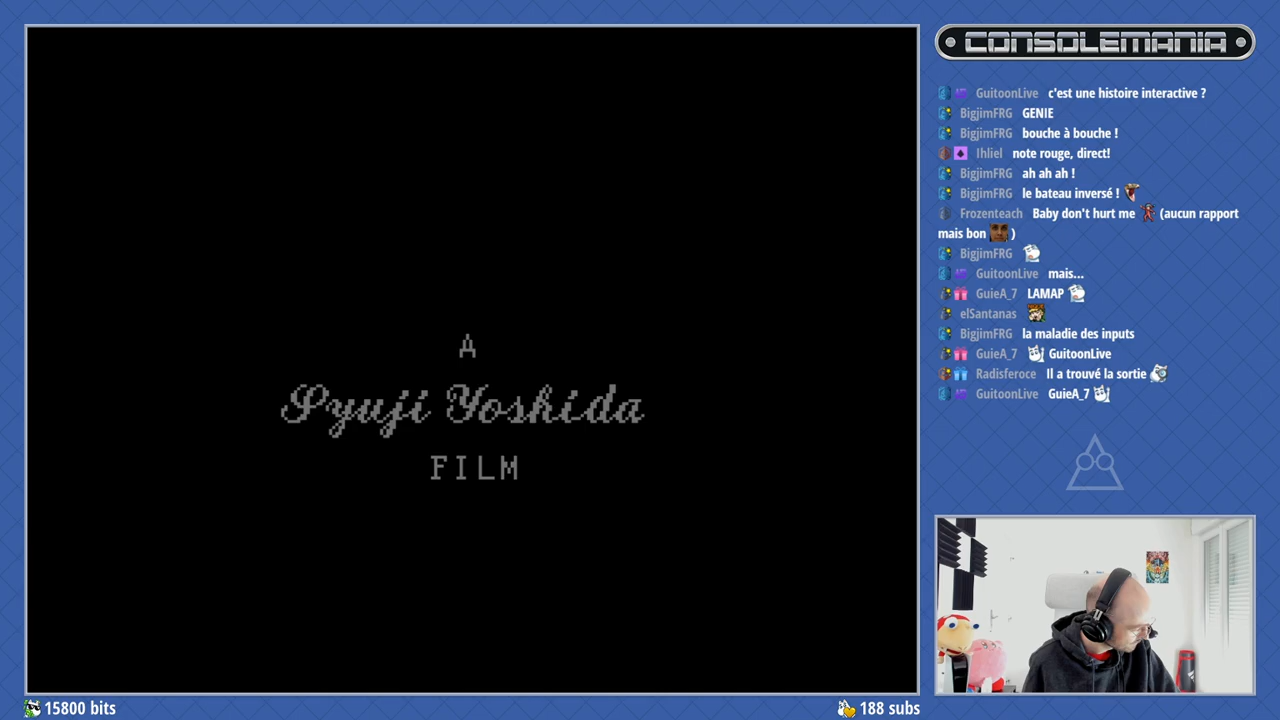 A
Ryuji Yoshida
FILM
CONSOLEMANIA
GuitoonLive c'est une histoire interactive ?
BigjimFRG GENIE
BigjimFRG bouche à bouche !
Ihliel note rouge, direct!
BigjimFRG ah ah ah !
BigjimFRG le bateau inversé !
Frozenteach Baby don't hurt me (aucun rapport
mais bon )
BigjimFRG
GuitoonLive mais...
GuieA_7 LAMAP
elSantanas
BigjimFRG la maladie des inputs
GuieA_7 GuitoonLive
Radisferoce Il a trouvé la sortie
GuitoonLive GuieA_7
15800 bits
188 subs